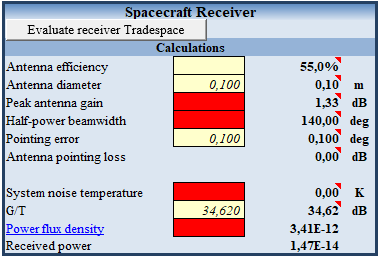 Spacecraft Receiver
Evaluate receiver Tradespace
Calculations
Antenna efficiency 55,0%
Antenna diameter 0,100 0,10 m
Peak antenna gain 1,33 dB
Half-power beamwidth 140,00 deg
Pointing error 0,100 0,100 deg
Antenna pointing loss 0,00 dB
System noise temperature 0,00 K
G/T 34,620 34,62 dB
Power flux density 3,41E-12
Received power 1,47E-14